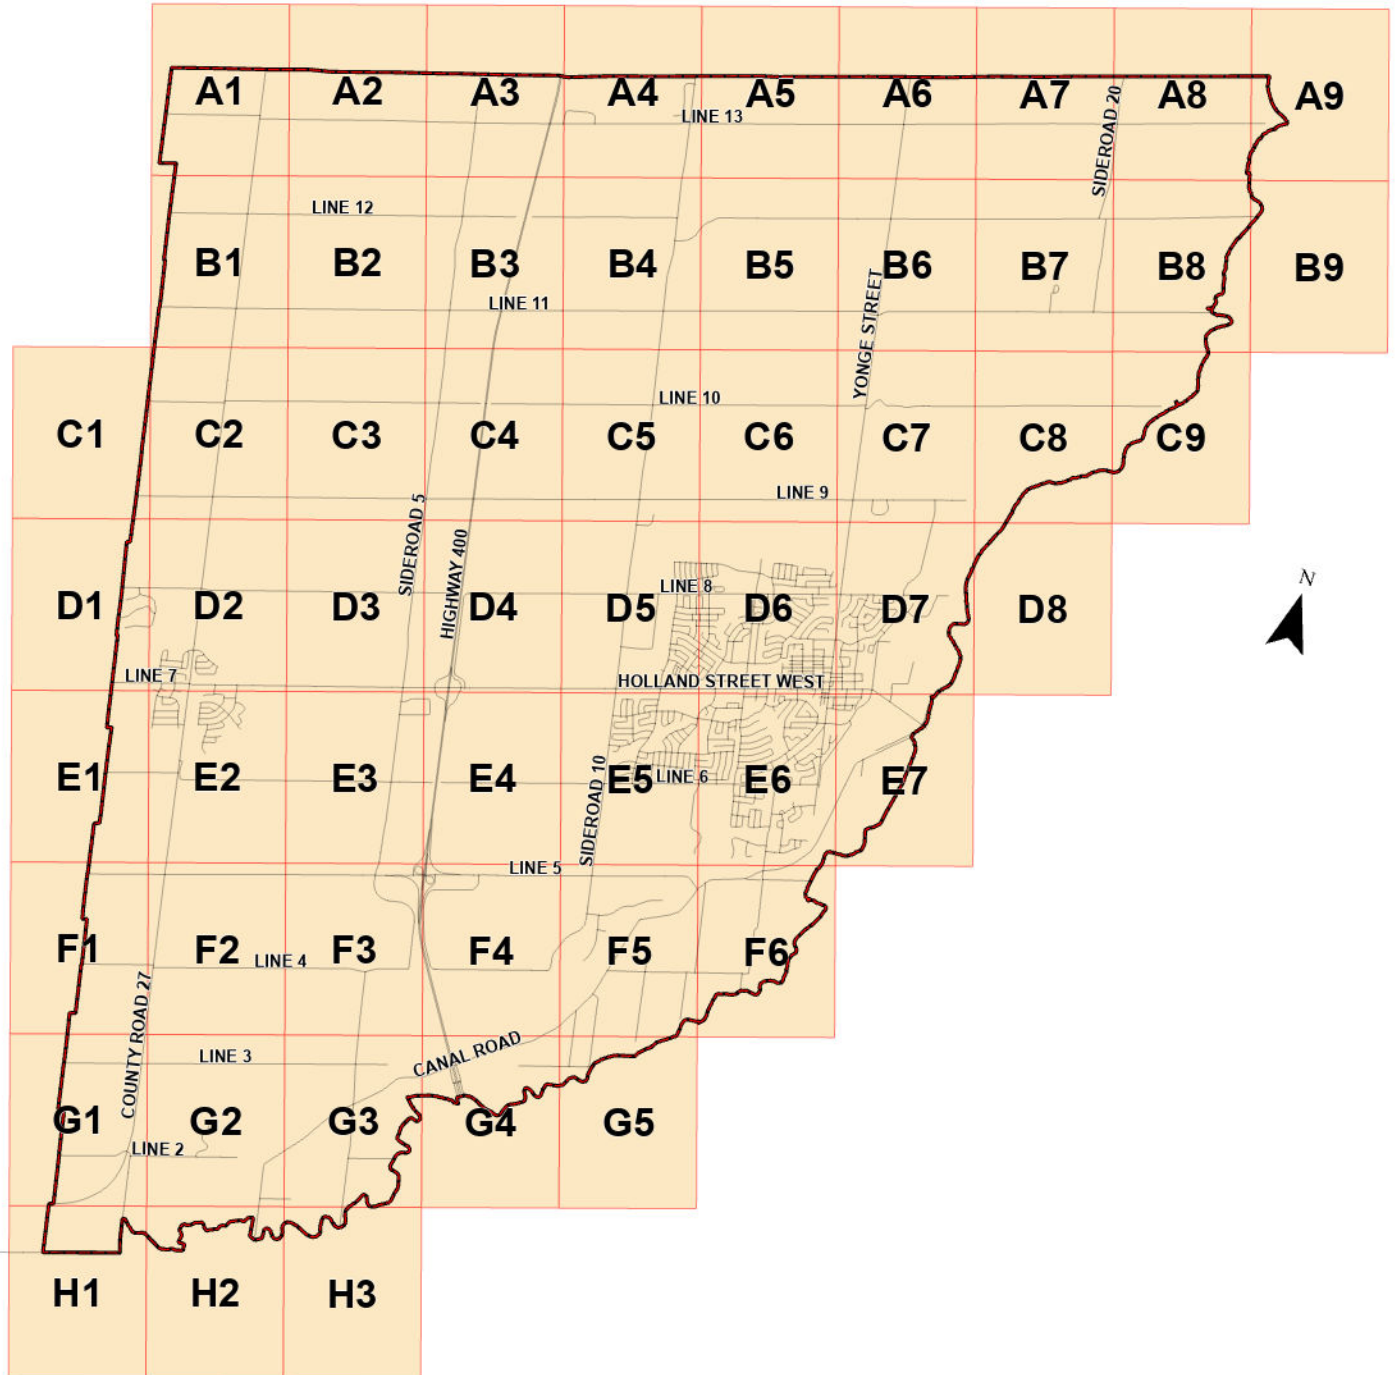 A1 A2 A3 A4 A5 A6 A7 A8 A9
LINE 13
SIDEROAD 20
LINE 12
B1 B2 B3 B4 B5 B6 B7 B8 B9
LINE 11
YONGE STREET
LINE 10
C1 C2 C3 C4 C5 C6 C7 C8 C9
LINE 9
SIDEROAD 5
HIGHWAY 400
N
LINE 8
D1 D2 D3 D4 D5 D6 D7 D8
LINE 7
HOLLAND STREET WEST
E1 E2 E3 E4 E5 E6 E7
LINE 6
SIDEROAD 10
LINE 5
F1 F2 F3 F4 F5 F6
LINE 4
COUNTY ROAD 27
LINE 3
CANAL ROAD
G1 G2 G3 G4 G5
LINE 2
H1 H2 H3